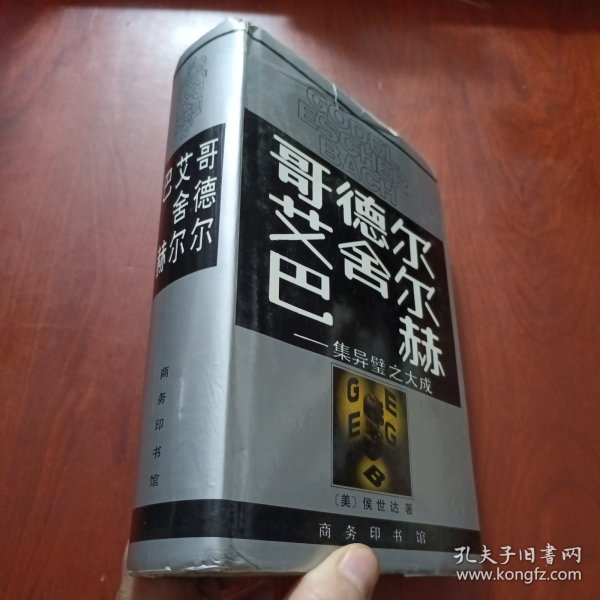 哥德尔
艾舍尔
巴赫
商务印书馆
GÖDEL
ESCHER
BACH
哥德尔
艾舍尔
巴赫
—集异璧之大成
G E
E G
B
〔美〕侯世达 著
商务印书馆
孔夫子旧书网
www.kongfz.com